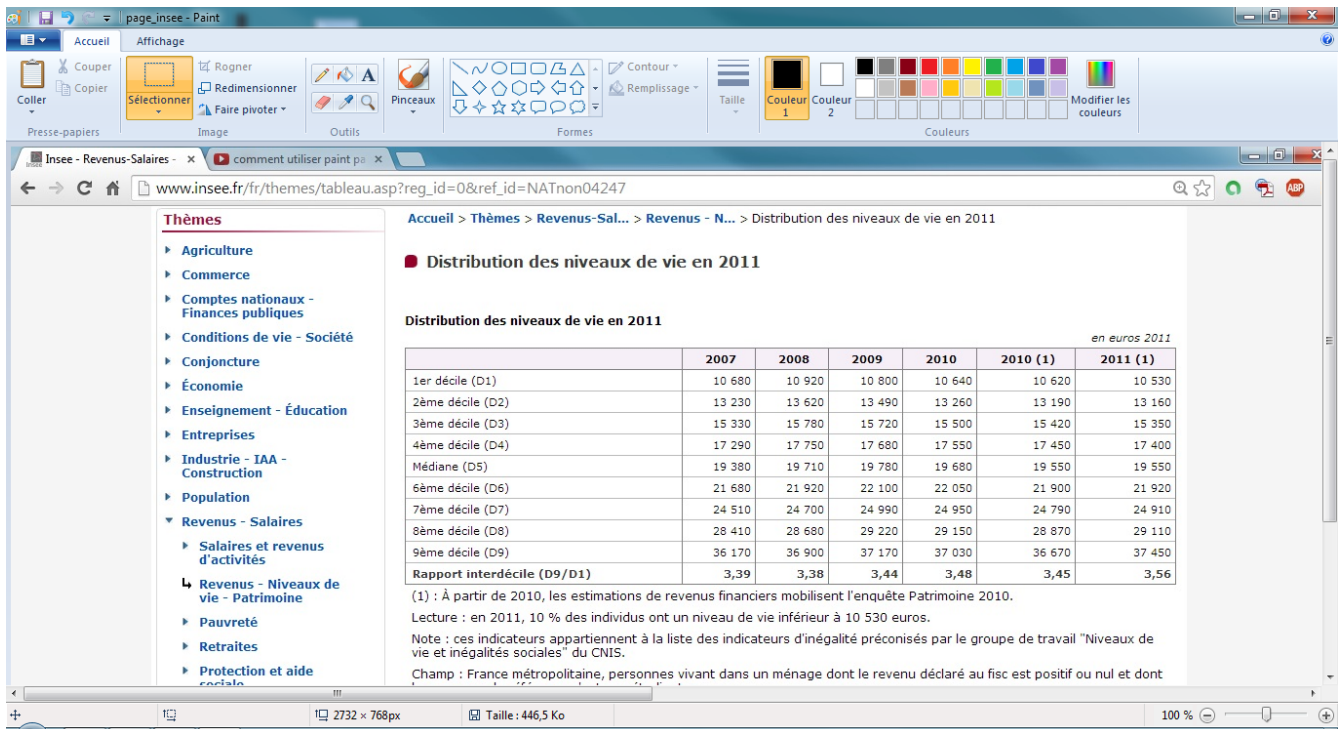 page_insee - Paint
Accueil Affichage
Couper
Copier
Coller
Presse-papiers
Sélectionner
Rogner
Redimensionner
Faire pivoter
Image
A
Outils
Pinceaux
Contour
Remplissage
Formes
Taille
Couleur 1
Couleur 2
Modifier les couleurs
Couleurs
Insee - Revenus-Salaires - × comment utiliser paint pa ×
www.insee.fr/fr/themes/tableau.asp?reg_id=0&ref_id=NATnon04247
ABP
Thèmes
Agriculture
Commerce
Comptes nationaux -
Finances publiques
Conditions de vie - Société
Conjoncture
Économie
Enseignement - Éducation
Entreprises
Industrie - IAA -
Construction
Population
Revenus - Salaires
Salaires et revenus
d'activités
Revenus - Niveaux de
vie - Patrimoine
Pauvreté
Retraites
Protection et aide
sociale
Accueil > Thèmes > Revenus-Sal... > Revenus - N... > Distribution des niveaux de vie en 2011
Distribution des niveaux de vie en 2011
Distribution des niveaux de vie en 2011
en euros 2011
2007 2008 2009 2010 2010 (1) 2011 (1)
1er décile (D1) 10 680 10 920 10 800 10 640 10 620 10 530
2ème décile (D2) 13 230 13 620 13 490 13 260 13 190 13 160
3ème décile (D3) 15 330 15 780 15 720 15 500 15 420 15 350
4ème décile (D4) 17 290 17 750 17 680 17 550 17 450 17 400
Médiane (D5) 19 380 19 710 19 780 19 680 19 550 19 550
6ème décile (D6) 21 680 21 920 22 100 22 050 21 900 21 920
7ème décile (D7) 24 510 24 700 24 990 24 950 24 790 24 910
8ème décile (D8) 28 410 28 680 29 220 29 150 28 870 29 110
9ème décile (D9) 36 170 36 900 37 170 37 030 36 670 37 450
Rapport interdécile (D9/D1) 3,39 3,38 3,44 3,48 3,45 3,56
(1) : À partir de 2010, les estimations de revenus financiers mobilisent l'enquête Patrimoine 2010.
Lecture : en 2011, 10 % des individus ont un niveau de vie inférieur à 10 530 euros.
Note : ces indicateurs appartiennent à la liste des indicateurs d'inégalité préconisés par le groupe de travail "Niveaux de
vie et inégalités sociales" du CNIS.
Champ : France métropolitaine, personnes vivant dans un ménage dont le revenu déclaré au fisc est positif ou nul et dont
2732 × 768px Taille : 446,5 Ko 100 %